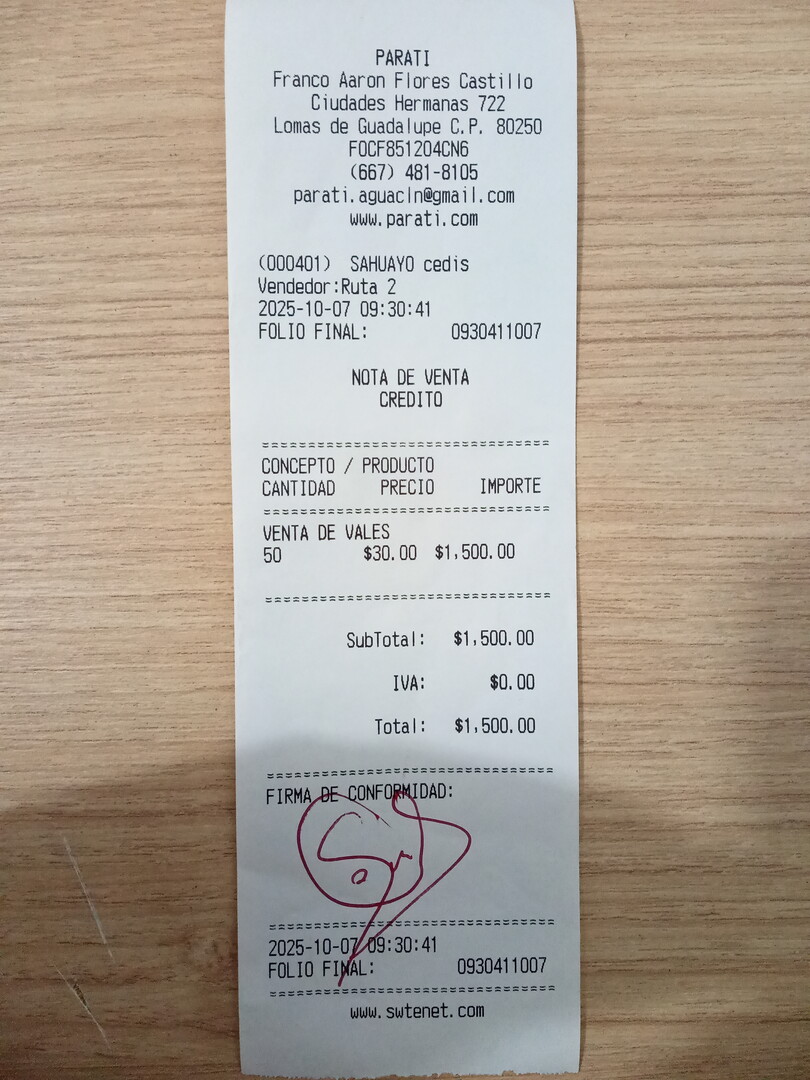 PARATI
Franco Aaron Flores Castillo
Ciudades Hermanas 722
Lomas de Guadalupe C.P. 80250
FOCF851204CN6
(667) 481-8105
parati.aguacln@gmail.com
www.parati.com
(000401) SAHUAYO cedis
Vendedor:Ruta 2
2025-10-07 09:30:41
FOLIO FINAL: 0930411007
NOTA DE VENTA
CREDITO
================================
CONCEPTO / PRODUCTO
CANTIDAD PRECIO IMPORTE
================================
VENTA DE VALES
50 $30.00 $1,500.00
================================
SubTotal: $1,500.00
IVA: $0.00
Total: $1,500.00
================================
FIRMA DE CONFORMIDAD:
================================
2025-10-07 09:30:41
FOLIO FINAL: 0930411007
================================
www.swtenet.com